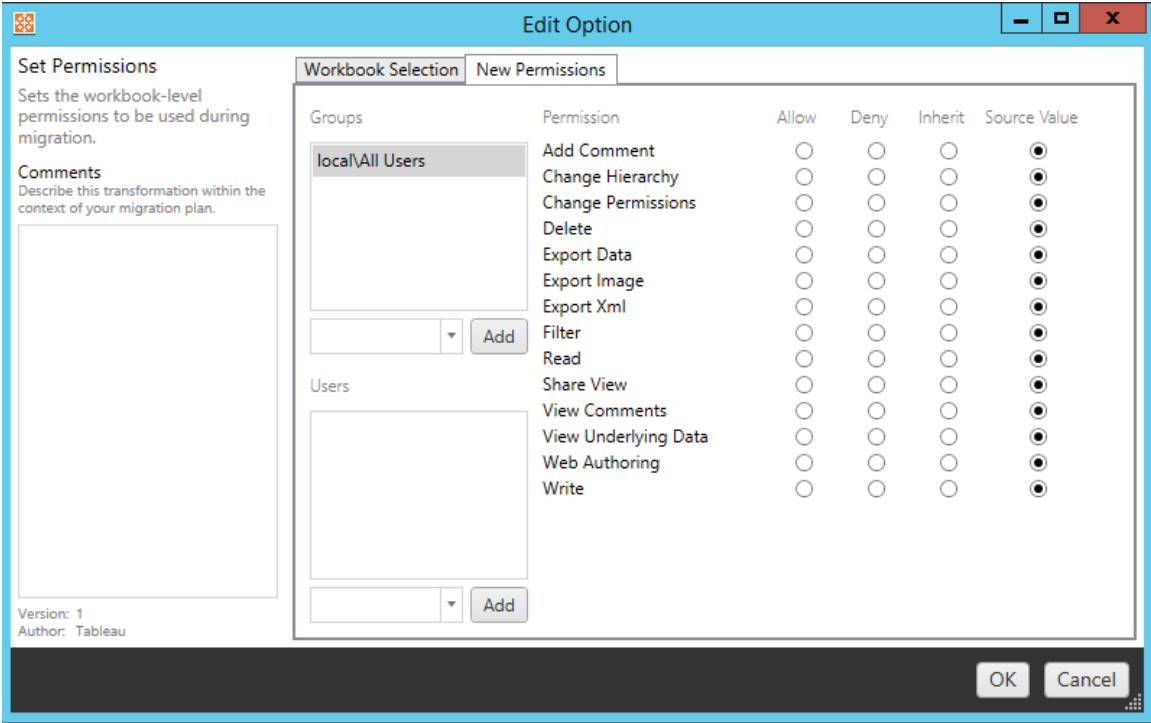 Edit Option
Set Permissions
Sets the workbook-level
permissions to be used during
migration.
Comments
Describe this transformation within the
context of your migration plan.
Version: 1
Author: Tableau
Workbook Selection
New Permissions
Groups
local\All Users
Add
Users
Add
Permission Allow Deny Inherit Source Value
Add Comment
Change Hierarchy
Change Permissions
Delete
Export Data
Export Image
Export Xml
Filter
Read
Share View
View Comments
View Underlying Data
Web Authoring
Write
OK
Cancel